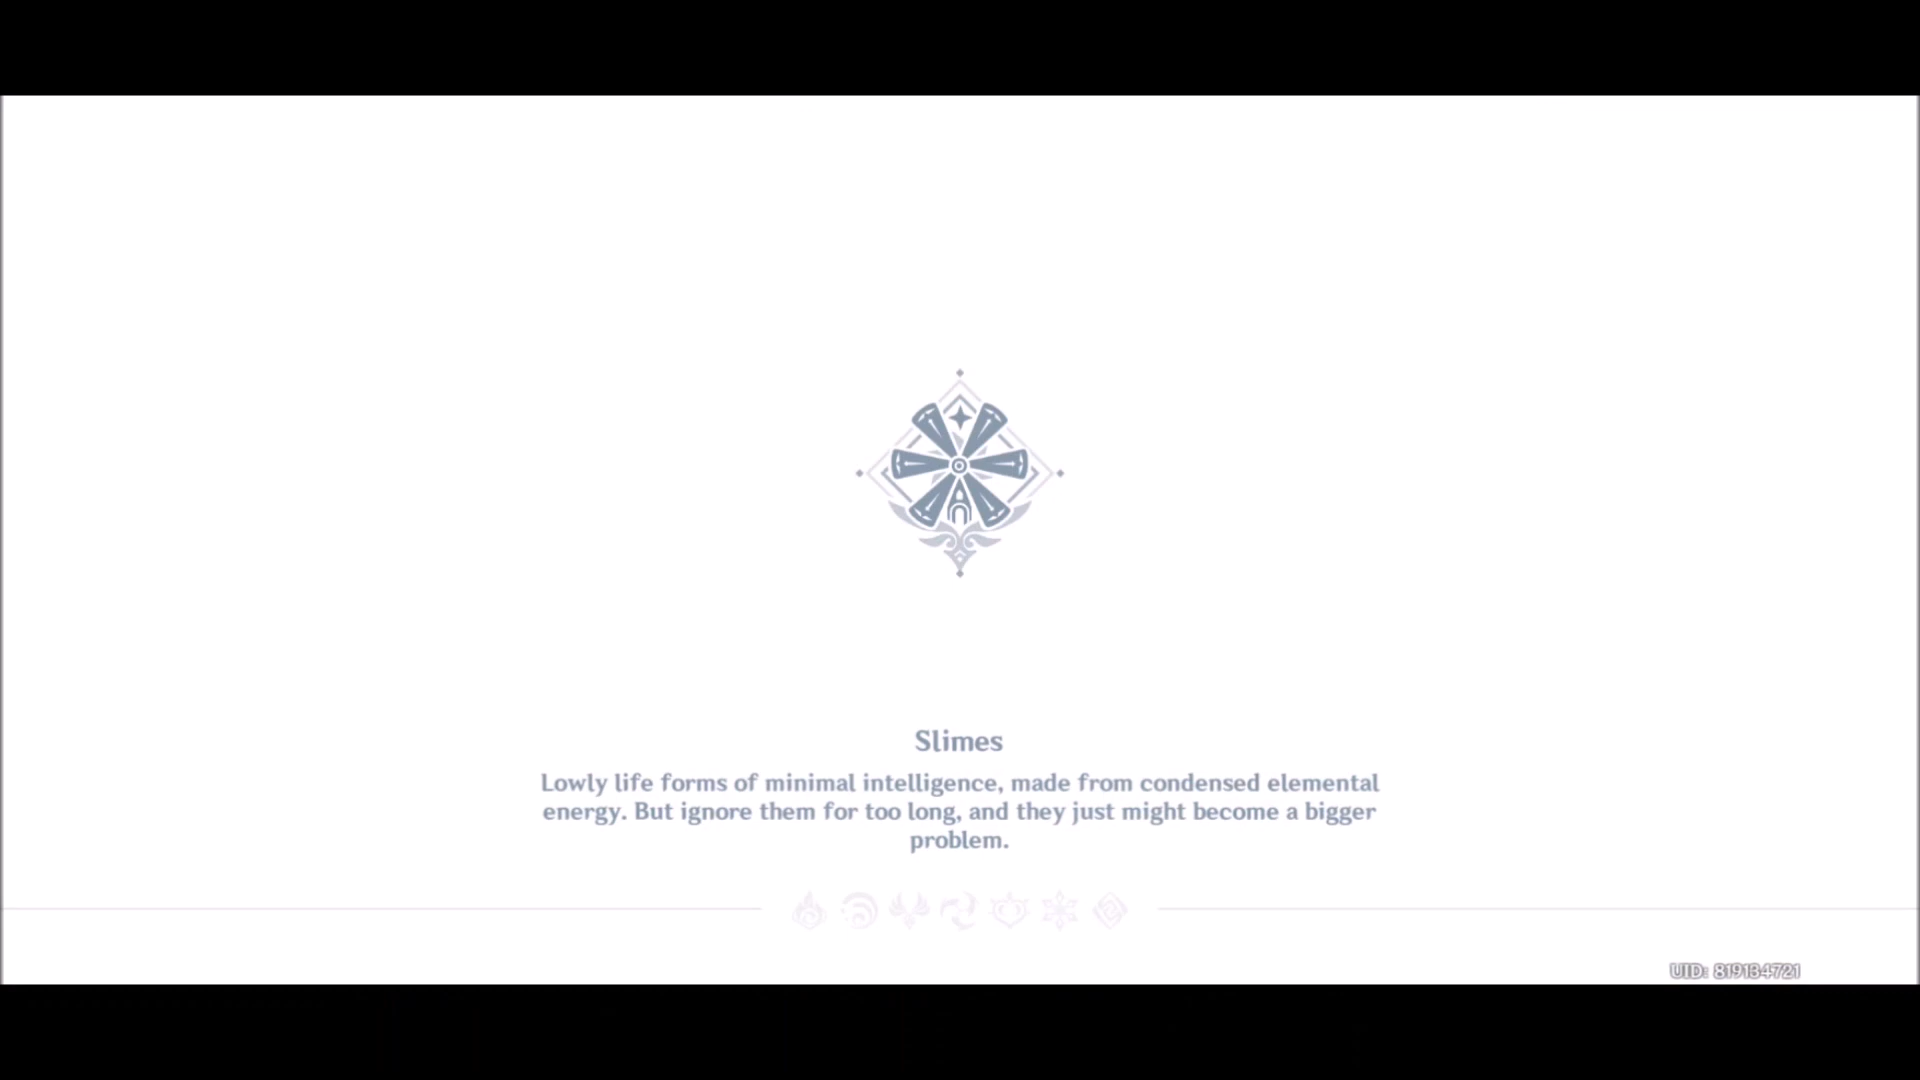 Slimes
Lowly life forms of minimal intelligence, made from condensed elemental
energy. But ignore them for too long, and they just might become a bigger
problem.
UID: 819134721